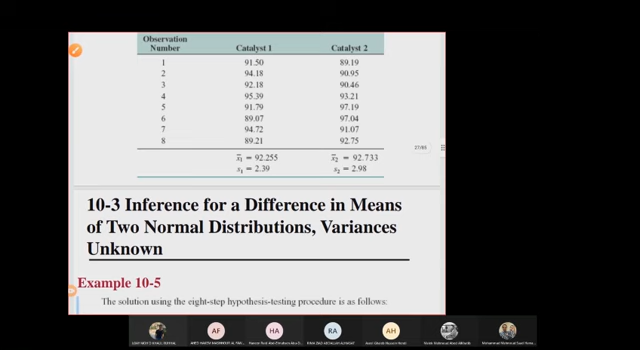 Observation
Number Catalyst 1 Catalyst 2
1 91.50 89.19
2 94.18 90.95
3 92.18 90.46
4 95.39 93.21
5 91.79 97.19
6 89.07 97.04
7 94.72 91.07
8 89.21 92.75
x̄₁ = 92.255 x̄₂ = 92.733
s₁ = 2.39 s₂ = 2.98
10-3 Inference for a Difference in Means
of Two Normal Distributions, Variances
Unknown
Example 10-5
The solution using the eight-step hypothesis-testing procedure is as follows:
AF HA RA AH